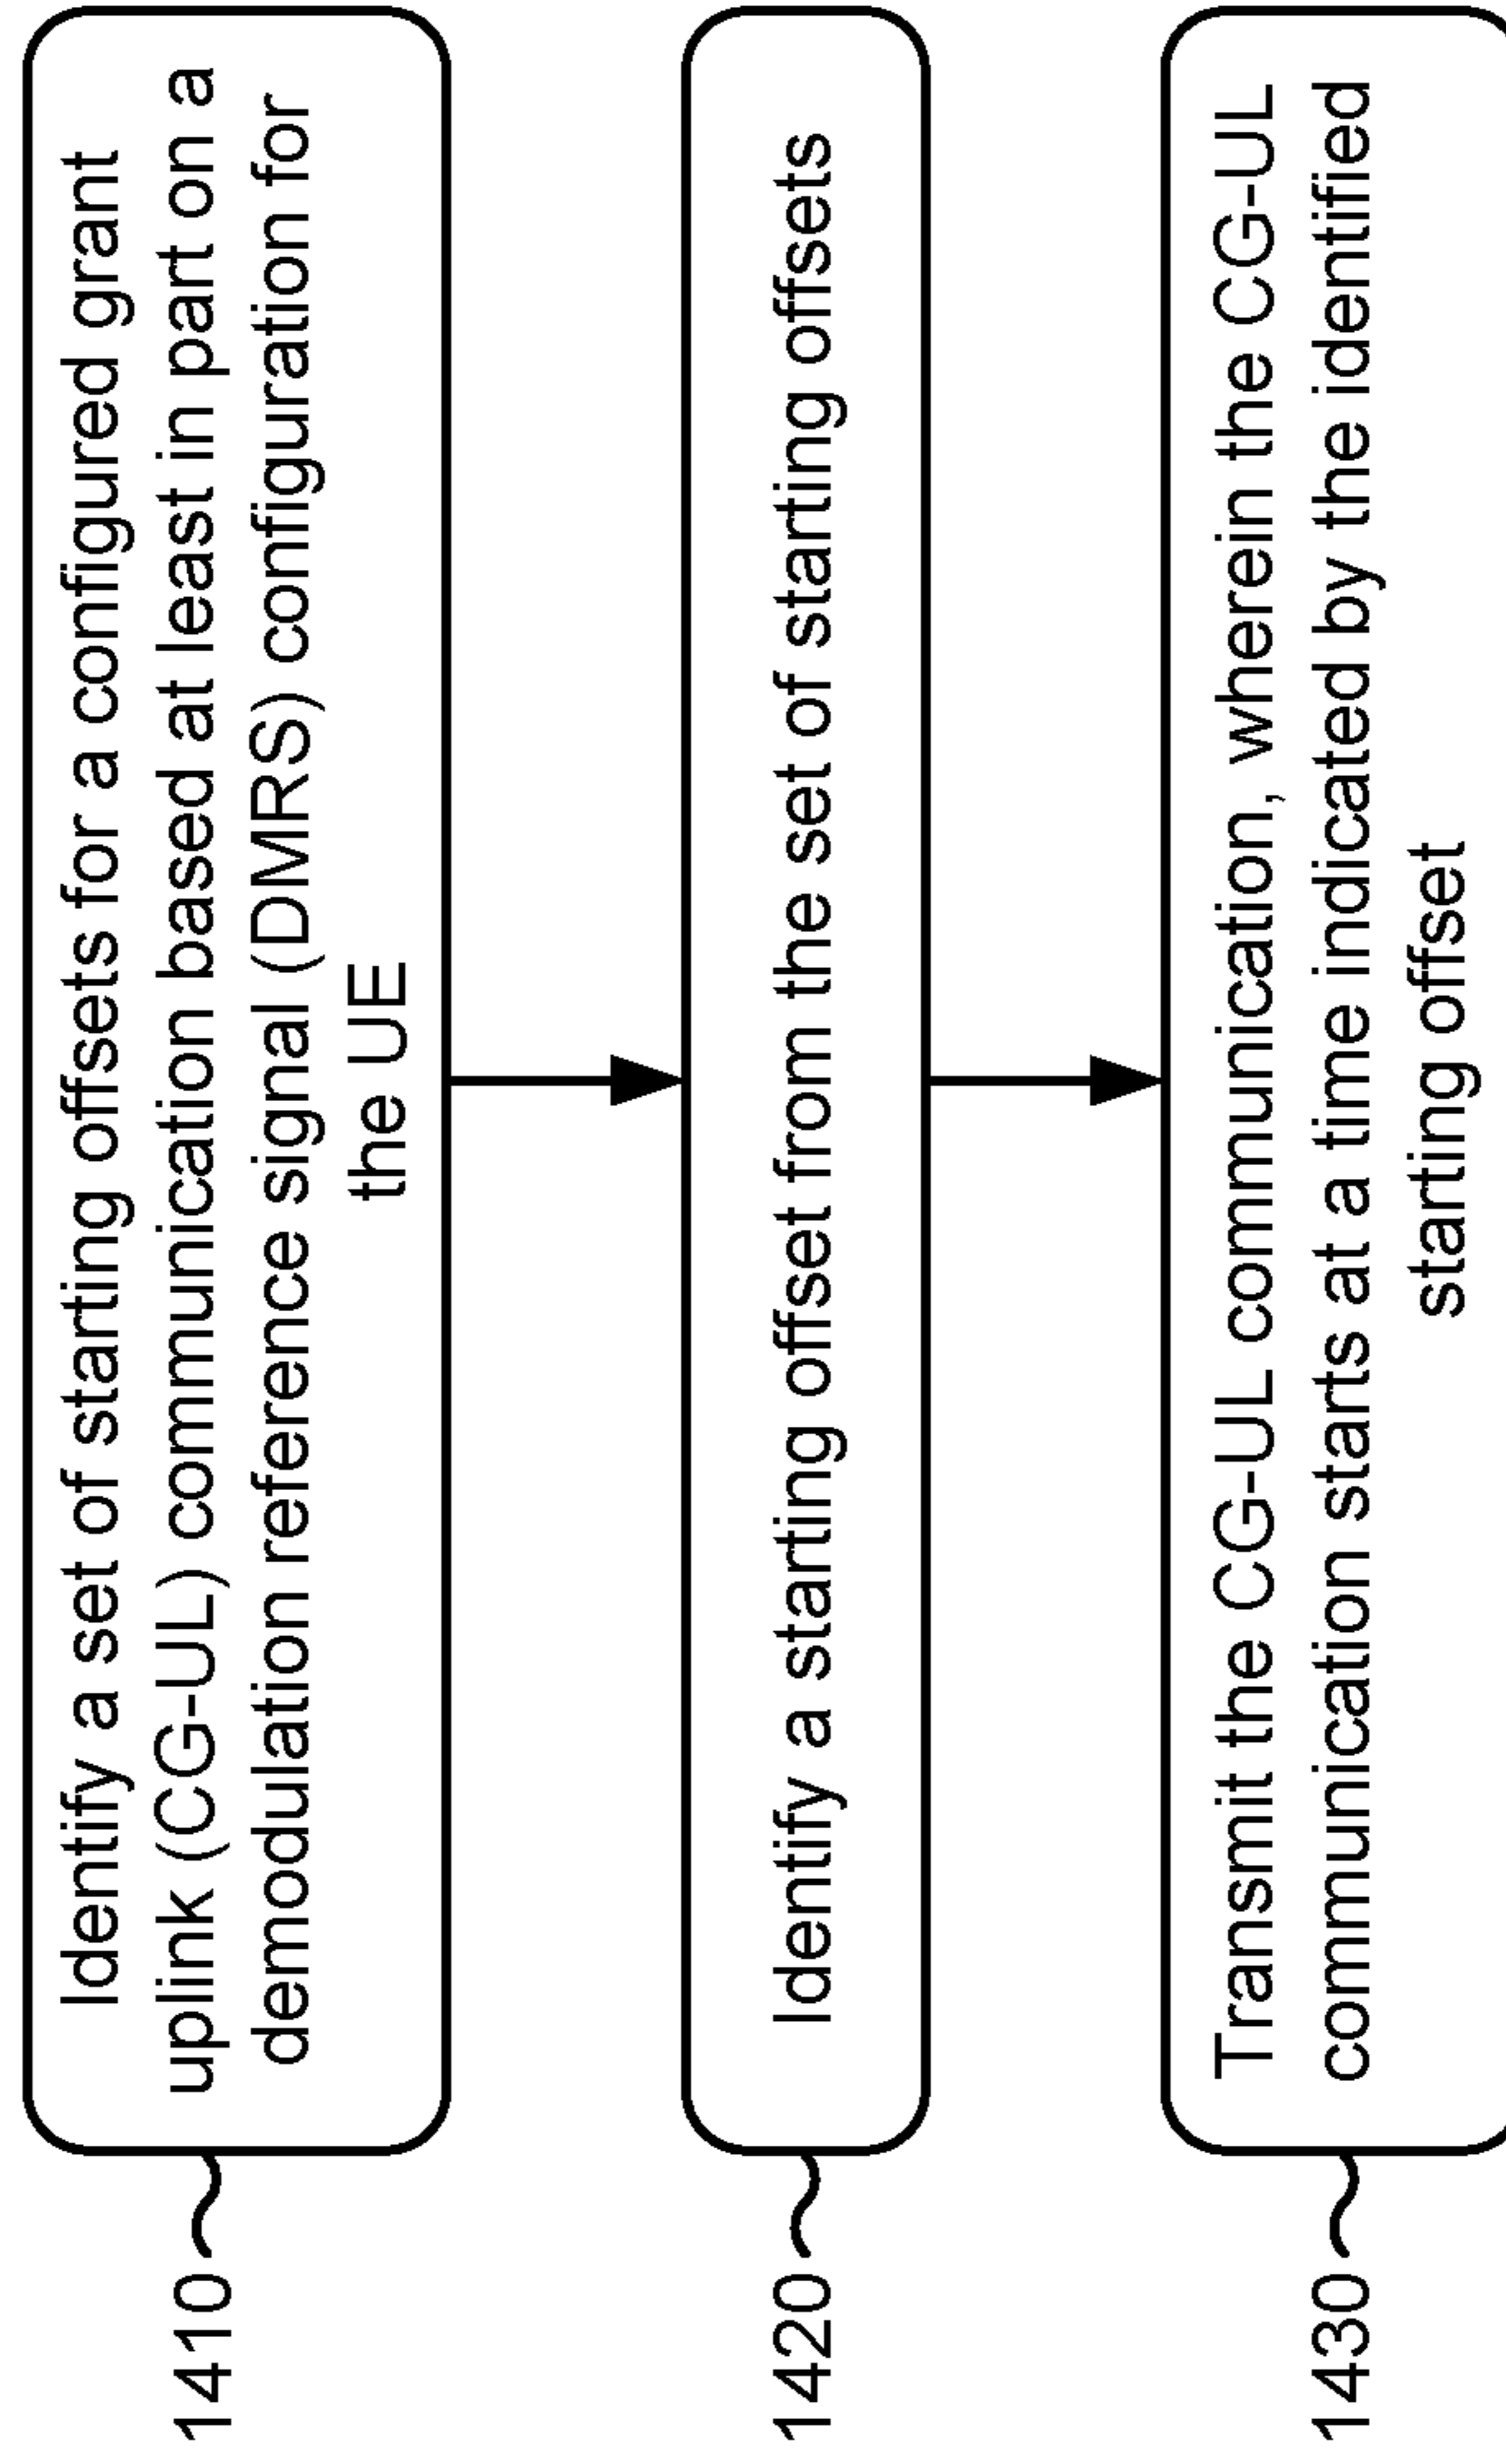 1410
Identify a set of starting offsets for a configured grant
uplink (CG-UL) communication based at least in part on a
demodulation reference signal (DMRS) configuration for
the UE
1420
Identify a starting offset from the set of starting offsets
1430
Transmit the CG-UL communication, wherein the CG-UL
communication starts at a time indicated by the identified
starting offset